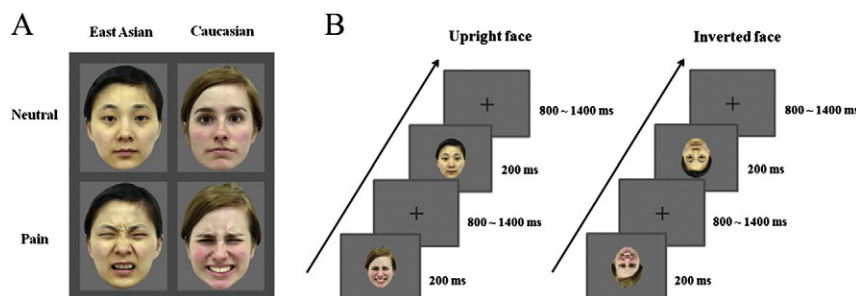 A
East Asian Caucasian
Neutral
Pain
B
Upright face
800 ~ 1400 ms
200 ms
800 ~ 1400 ms
200 ms
Inverted face
800 ~ 1400 ms
200 ms
800 ~ 1400 ms
200 ms